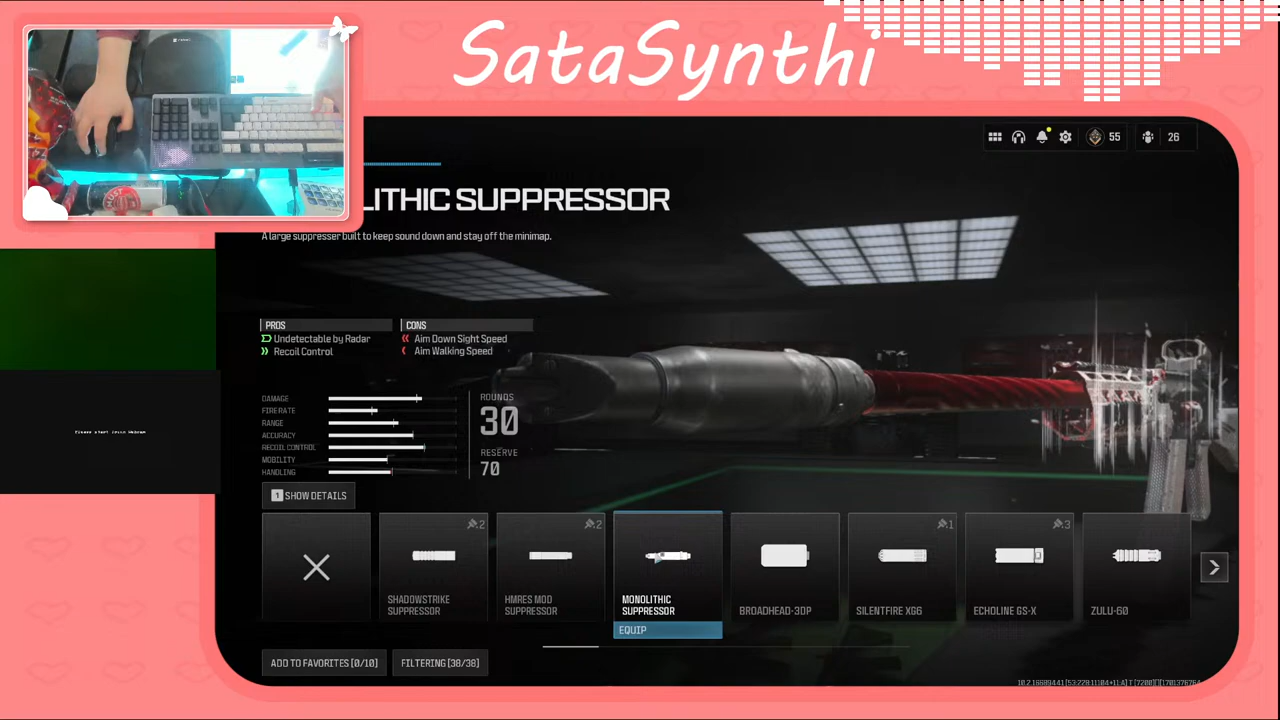 SataSynthi
55
26
LITHIC SUPPRESSOR
A large suppresser built to keep sound down and stay off the minimap.
PROS
Undetectable by Radar
Recoil Control
CONS
Aim Down Sight Speed
Aim Walking Speed
DAMAGE
FIRE RATE
RANGE
ACCURACY
RECOIL CONTROL
MOBILITY
HANDLING
ROUNDS
30
RESERVE
70
1 SHOW DETAILS
2
SHADOWSTRIKE
SUPPRESSOR
2
HMRES MOD
SUPPRESSOR
MONOLITHIC
SUPPRESSOR
EQUIP
BROADHEAD-3DP
1
SILENTFIRE XG6
3
ECHOLINE GS-X
ZULU-60
ADD TO FAVORITES [0/10]
FILTERING [38/38]